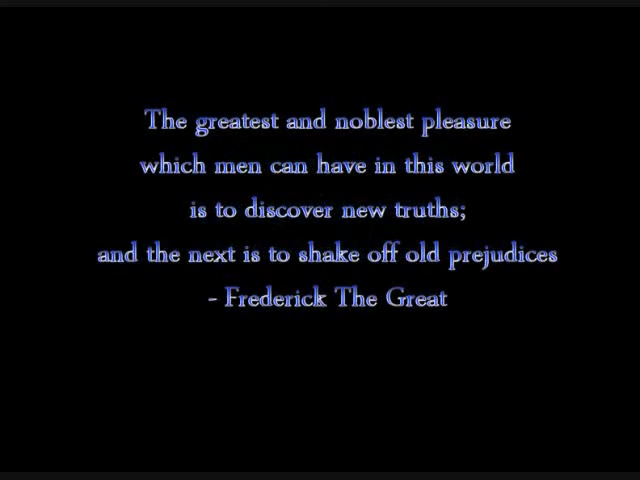 The greatest and noblest pleasure
which men can have in this world
is to discover new truths;
and the next is to shake off old prejudices
- Frederick The Great